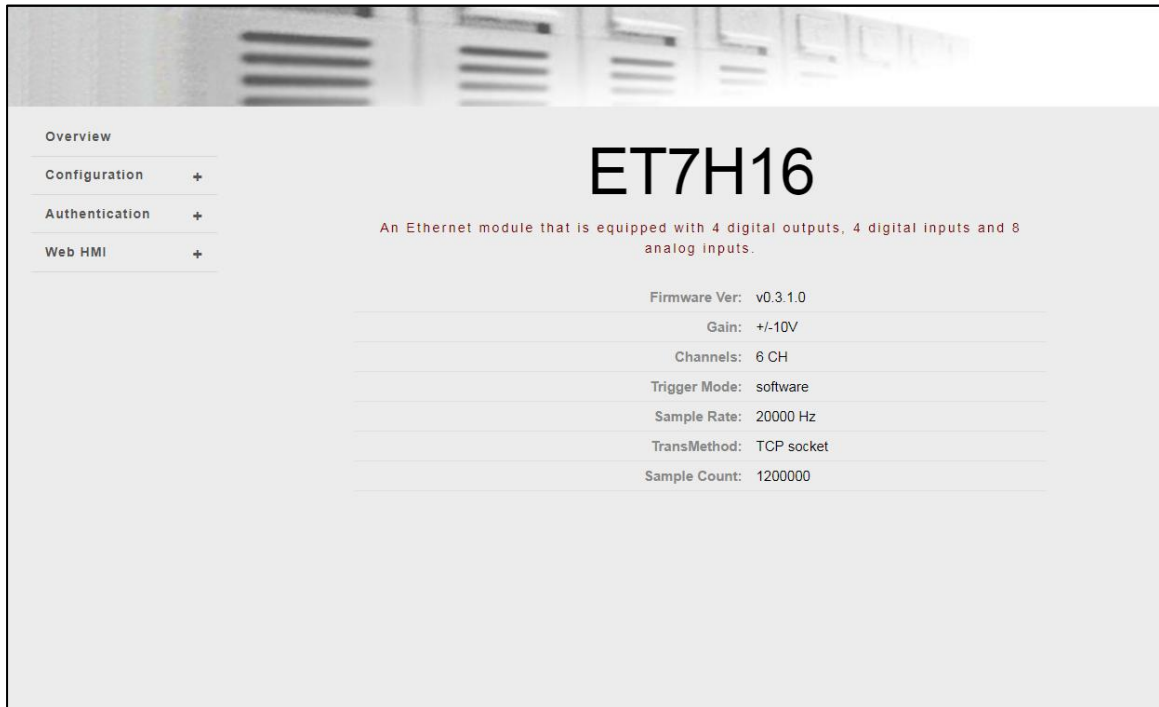 Overview
Configuration +
Authentication +
Web HMI +
ET7H16
An Ethernet module that is equipped with 4 digital outputs, 4 digital inputs and 8
analog inputs.
Firmware Ver: v0.3.1.0
Gain: +/-10V
Channels: 6 CH
Trigger Mode: software
Sample Rate: 20000 Hz
TransMethod: TCP socket
Sample Count: 1200000